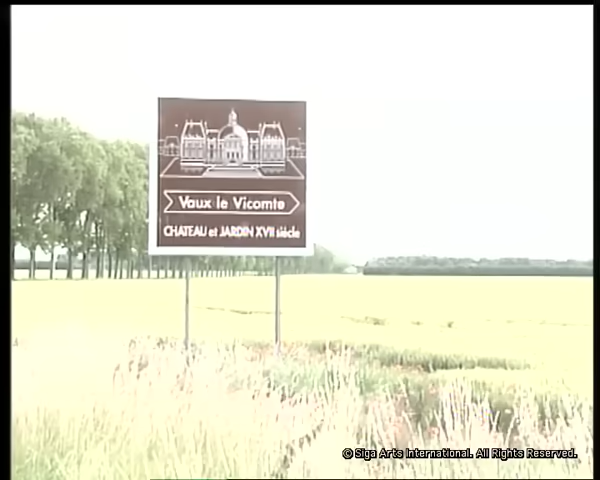 Vaux le Vicomte
CHATEAU et JARDIN XVII siècle
© Siga Arts International. All Rights Reserved.